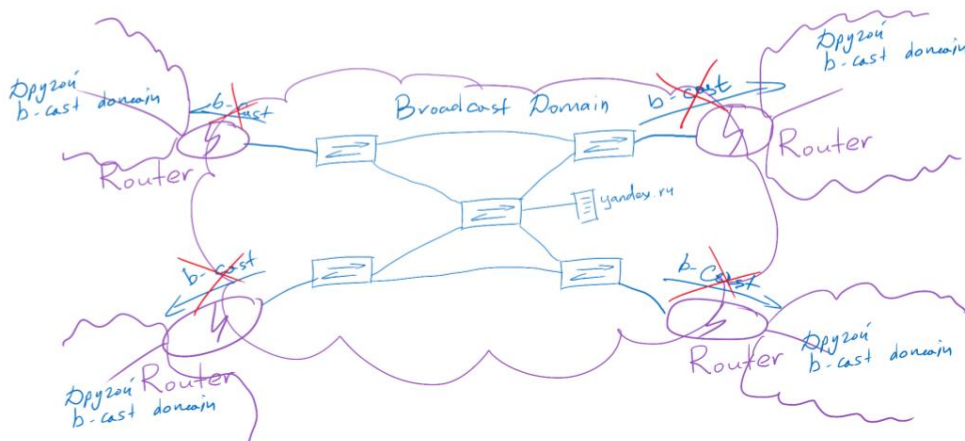 Другой
b-cast domain
b-cast
Router
Broadcast Domain
b-cast
Другой
b-cast domain
Router
yandex.ru
b-cast
Router
Другой
b-cast domain
b-cast
Router
Другой
b-cast domain